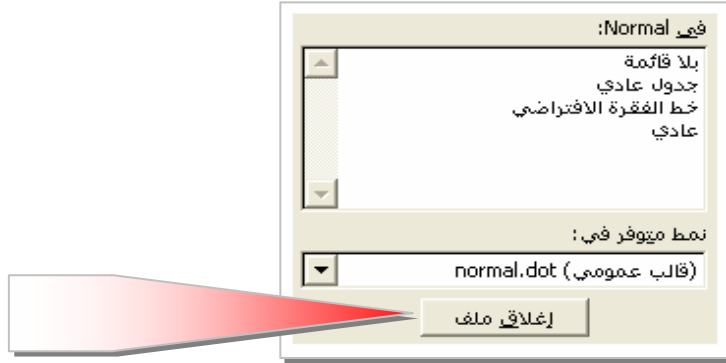 في Normal:
بلا قائمة
جدول عادي
خط الفقرة الافتراضي
عادي
نمط متوفر في:
normal.dot (قالب عمومي)
إغلاق ملف